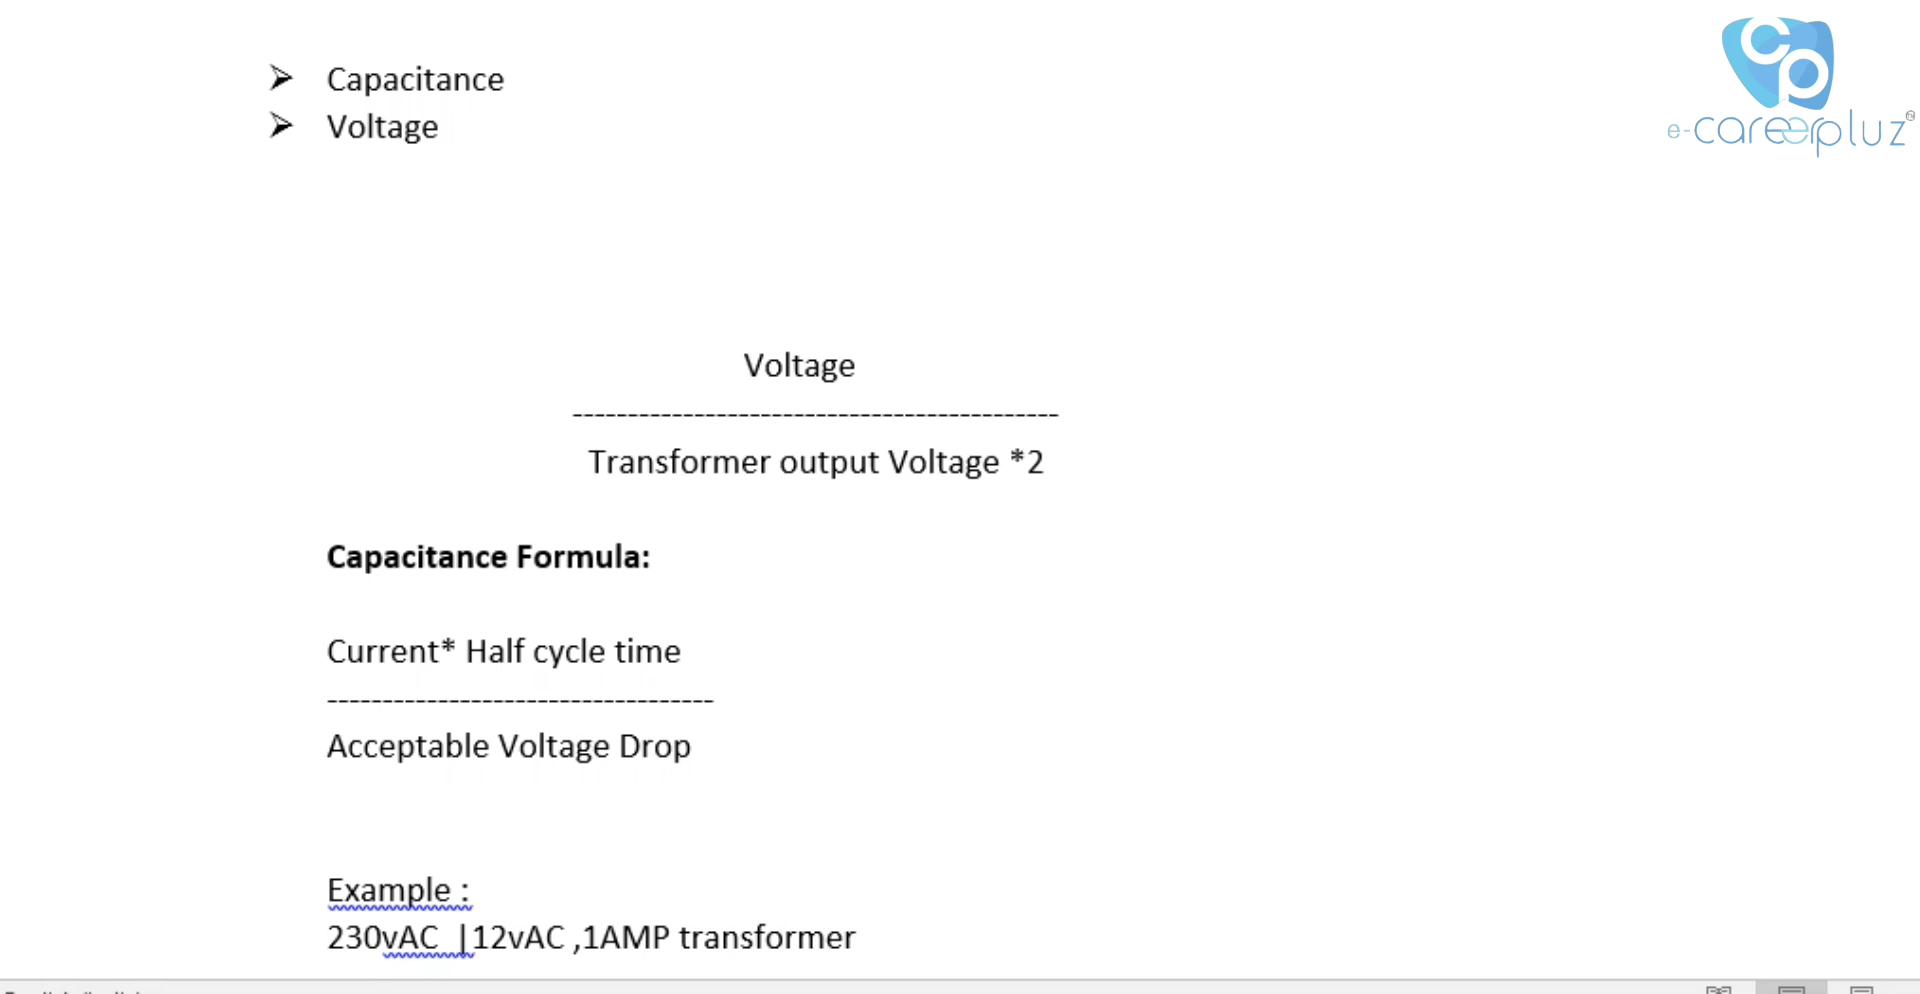 Capacitance
Voltage
e-careerpluz
Voltage
--------------------------------------------
Transformer output Voltage *2
Capacitance Formula:
Current* Half cycle time
-----------------------------------
Acceptable Voltage Drop
Example :
230vAC |12vAC ,1AMP transformer